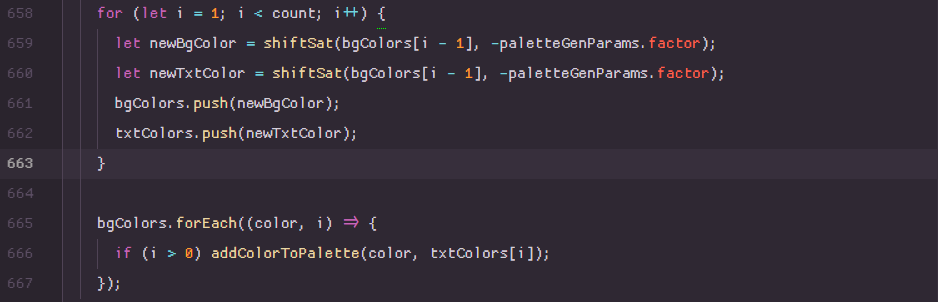 658 for (let i = 1; i < count; i++) {
659 let newBgColor = shiftSat(bgColors[i - 1], -paletteGenParams.factor);
660 let newTxtColor = shiftSat(bgColors[i - 1], -paletteGenParams.factor);
661 bgColors.push(newBgColor);
662 txtColors.push(newTxtColor);
663 }
664
665 bgColors.forEach((color, i) => {
666 if (i > 0) addColorToPalette(color, txtColors[i]);
667 });